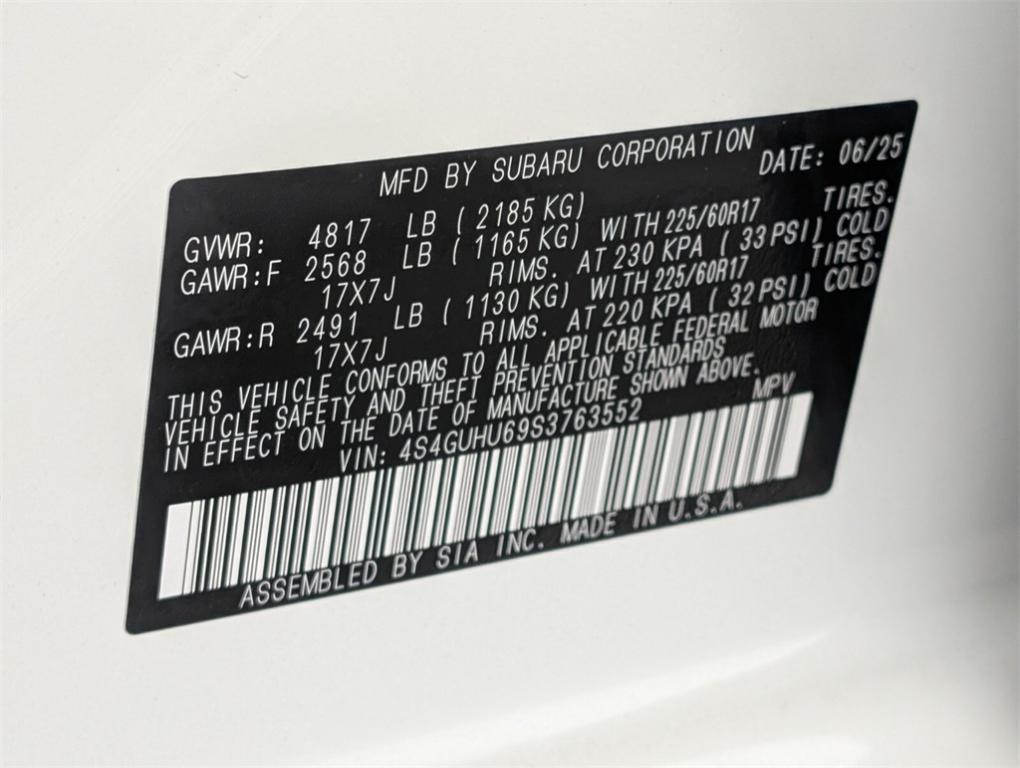 MFD BY SUBARU CORPORATION DATE: 06/25
GVWR: 4817 LB (2185 KG)
GAWR:F 2568 LB (1165 KG) WITH 225/60R17 TIRES.
17X7J RIMS. AT 230 KPA (33 PSI) COLD
GAWR:R 2491 LB (1130 KG) WITH 225/60R17 TIRES.
17X7J RIMS. AT 220 KPA (32 PSI) COLD
THIS VEHICLE CONFORMS TO ALL APPLICABLE FEDERAL MOTOR
VEHICLE SAFETY AND THEFT PREVENTION STANDARDS
IN EFFECT ON THE DATE OF MANUFACTURE SHOWN ABOVE.
VIN: 4S4GUHU69S3763552 MPV
ASSEMBLED BY SIA INC. MADE IN U.S.A.